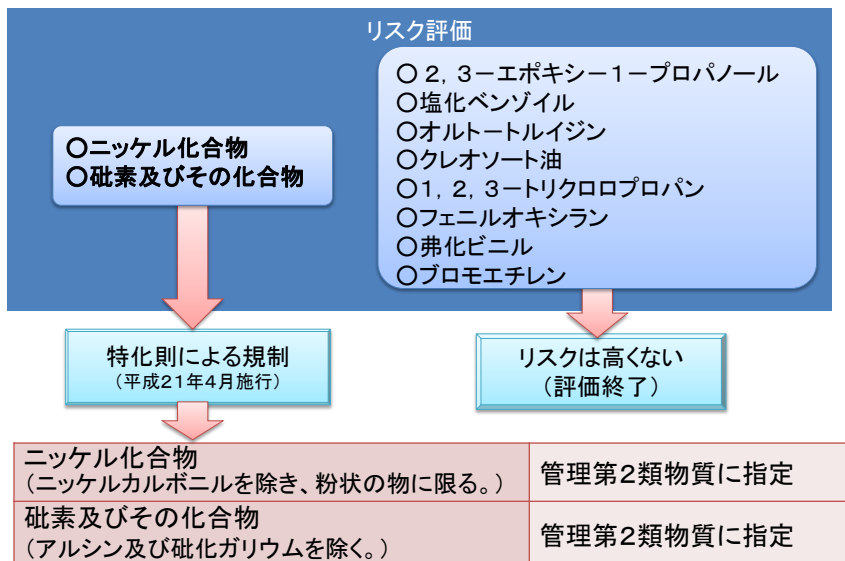 リスク評価
〇ニッケル化合物
〇砒素及びその化合物
〇２，３－エポキシ－１－プロパノール
〇塩化ベンゾイル
〇オルト－トルイジン
〇クレオソート油
〇１，２，３－トリクロロプロパン
〇フェニルオキシラン
〇弗化ビニル
〇ブロモエチレン
特化則による規制
（平成２１年４月施行）
リスクは高くない
（評価終了）
ニッケル化合物
（ニッケルカルボニルを除き、粉状の物に限る。）
管理第２類物質に指定
砒素及びその化合物
（アルシン及び砒化ガリウムを除く。）
管理第２類物質に指定